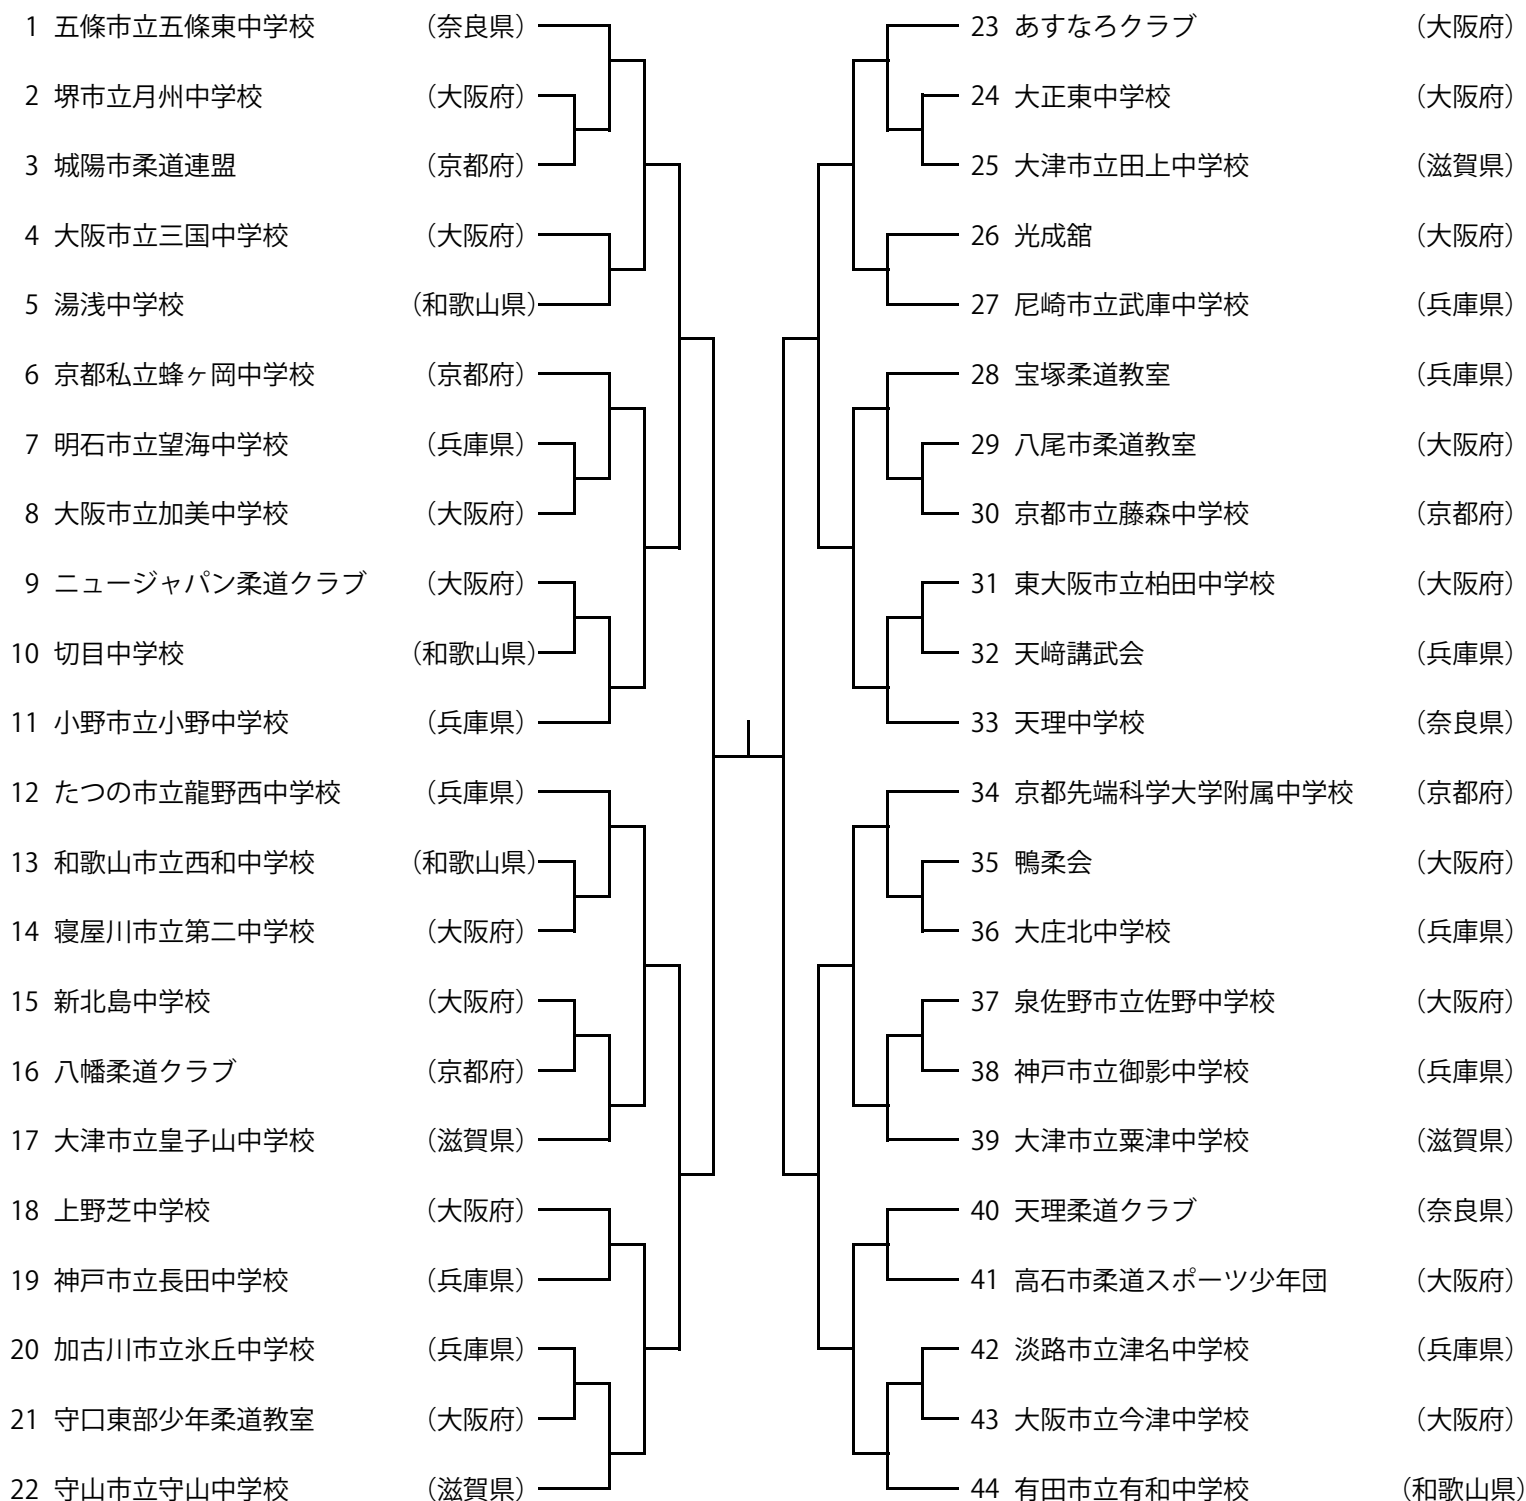 1 五條市立五條東中学校 （奈良県）
2 堺市立月州中学校 （大阪府）
3 城陽市柔道連盟 （京都府）
4 大阪市立三国中学校 （大阪府）
5 湯浅中学校 （和歌山県）
6 京都私立蜂ヶ岡中学校 （京都府）
7 明石市立望海中学校 （兵庫県）
8 大阪市立加美中学校 （大阪府）
9 ニュージャパン柔道クラブ （大阪府）
10 切目中学校 （和歌山県）
11 小野市立小野中学校 （兵庫県）
12 たつの市立龍野西中学校 （兵庫県）
13 和歌山市立西和中学校 （和歌山県）
14 寝屋川市立第二中学校 （大阪府）
15 新北島中学校 （大阪府）
16 八幡柔道クラブ （京都府）
17 大津市立皇子山中学校 （滋賀県）
18 上野芝中学校 （大阪府）
19 神戸市立長田中学校 （兵庫県）
20 加古川市立氷丘中学校 （兵庫県）
21 守口東部少年柔道教室 （大阪府）
22 守山市立守山中学校 （滋賀県）
23 あすなろクラブ （大阪府）
24 大正東中学校 （大阪府）
25 大津市立田上中学校 （滋賀県）
26 光成舘 （大阪府）
27 尼崎市立武庫中学校 （兵庫県）
28 宝塚柔道教室 （兵庫県）
29 八尾市柔道教室 （大阪府）
30 京都市立藤森中学校 （京都府）
31 東大阪市立柏田中学校 （大阪府）
32 天﨑講武会 （兵庫県）
33 天理中学校 （奈良県）
34 京都先端科学大学附属中学校 （京都府）
35 鴨柔会 （大阪府）
36 大庄北中学校 （兵庫県）
37 泉佐野市立佐野中学校 （大阪府）
38 神戸市立御影中学校 （兵庫県）
39 大津市立粟津中学校 （滋賀県）
40 天理柔道クラブ （奈良県）
41 高石市柔道スポーツ少年団 （大阪府）
42 淡路市立津名中学校 （兵庫県）
43 大阪市立今津中学校 （大阪府）
44 有田市立有和中学校 （和歌山県）